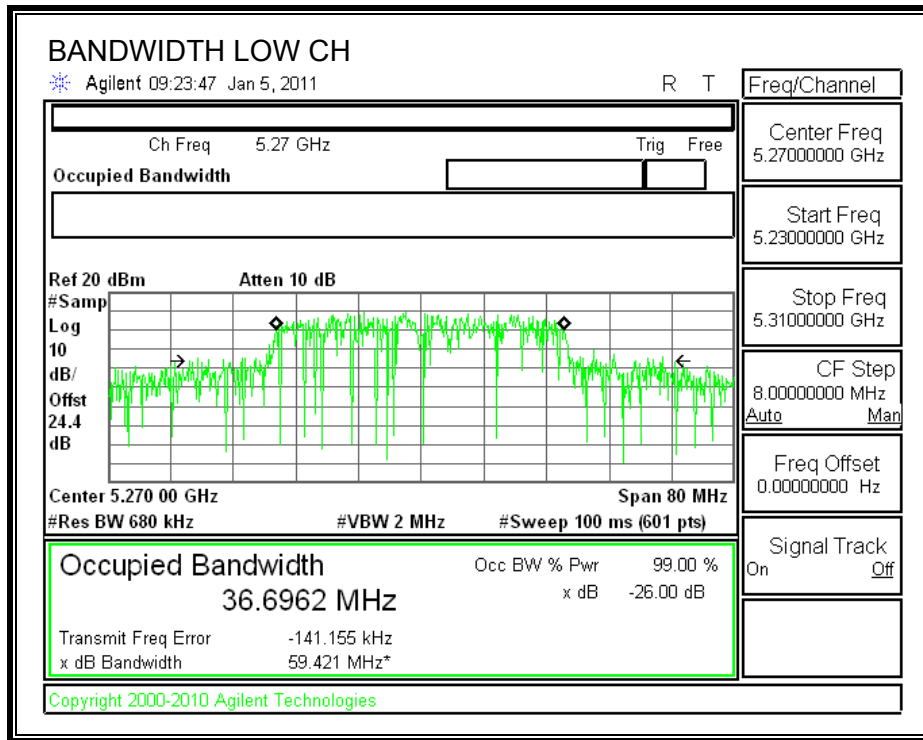 BANDWIDTH LOW CH
Agilent 09:23:47 Jan 5, 2011 R T
Freq/Channel
Ch Freq 5.27 GHz Trig Free
Occupied Bandwidth
Center Freq
5.27000000 GHz
Start Freq
5.23000000 GHz
Stop Freq
5.31000000 GHz
CF Step
8.00000000 MHz
Auto Man
Freq Offset
0.00000000 Hz
Signal Track
On Off
Ref 20 dBm Atten 10 dB
#Samp
Log
10
dB/
Offst
24.4
dB
Center 5.270 00 GHz Span 80 MHz
#Res BW 680 kHz #VBW 2 MHz #Sweep 100 ms (601 pts)
Occupied Bandwidth Occ BW % Pwr 99.00 %
36.6962 MHz x dB -26.00 dB
Transmit Freq Error -141.155 kHz
x dB Bandwidth 59.421 MHz*
Copyright 2000-2010 Agilent Technologies